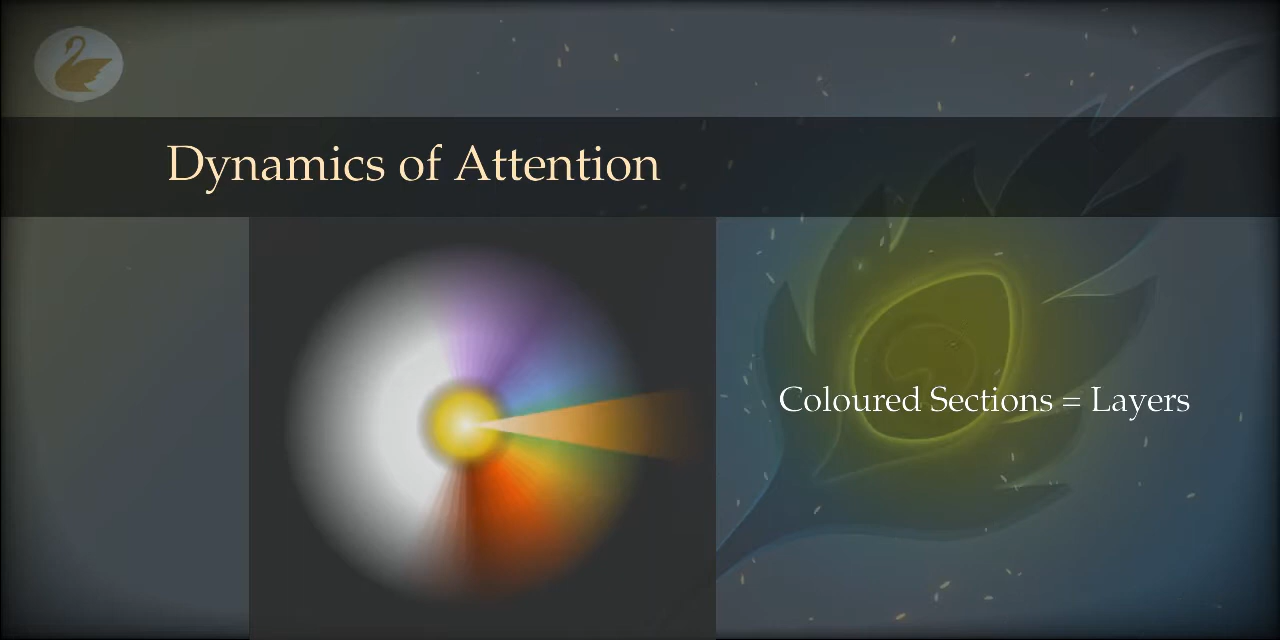 Dynamics of Attention
Coloured Sections = Layers